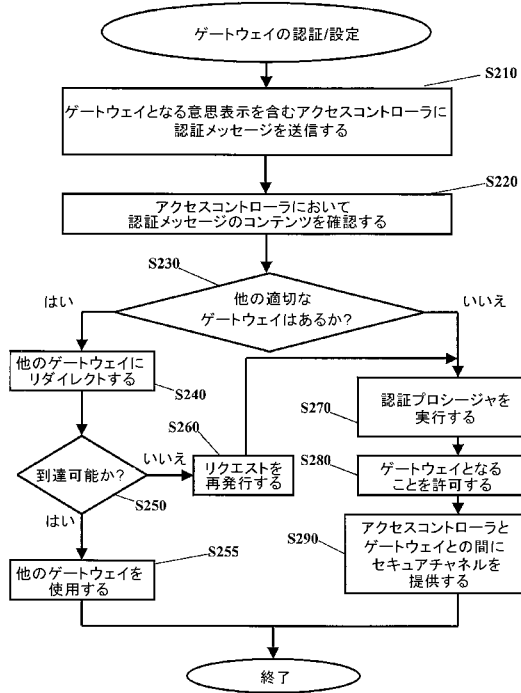 ゲートウェイの認証/設定
S210
ゲートウェイとなる意思表示を含むアクセスコントローラに
認証メッセージを送信する
S220
アクセスコントローラにおいて
認証メッセージのコンテンツを確認する
S230
他の適切な
ゲートウェイはあるか?
はい
いいえ
他のゲートウェイに
リダイレクトする
S240
S260
リクエストを
再発行する
S270
認証プロシージャを
実行する
到達可能か?
いいえ
S250
はい
S280
ゲートウェイとなる
ことを許可する
S255
他のゲートウェイを
使用する
S290
アクセスコントローラと
ゲートウェイとの間に
セキュアチャネルを
提供する
終了